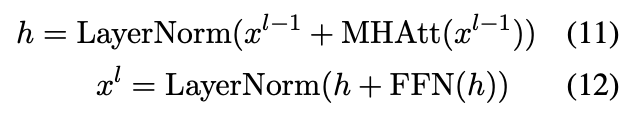 h = LayerNorm(x^{l−1} + MHAtt(x^{l−1})) (11)
x^l = LayerNorm(h + FFN(h)) (12)